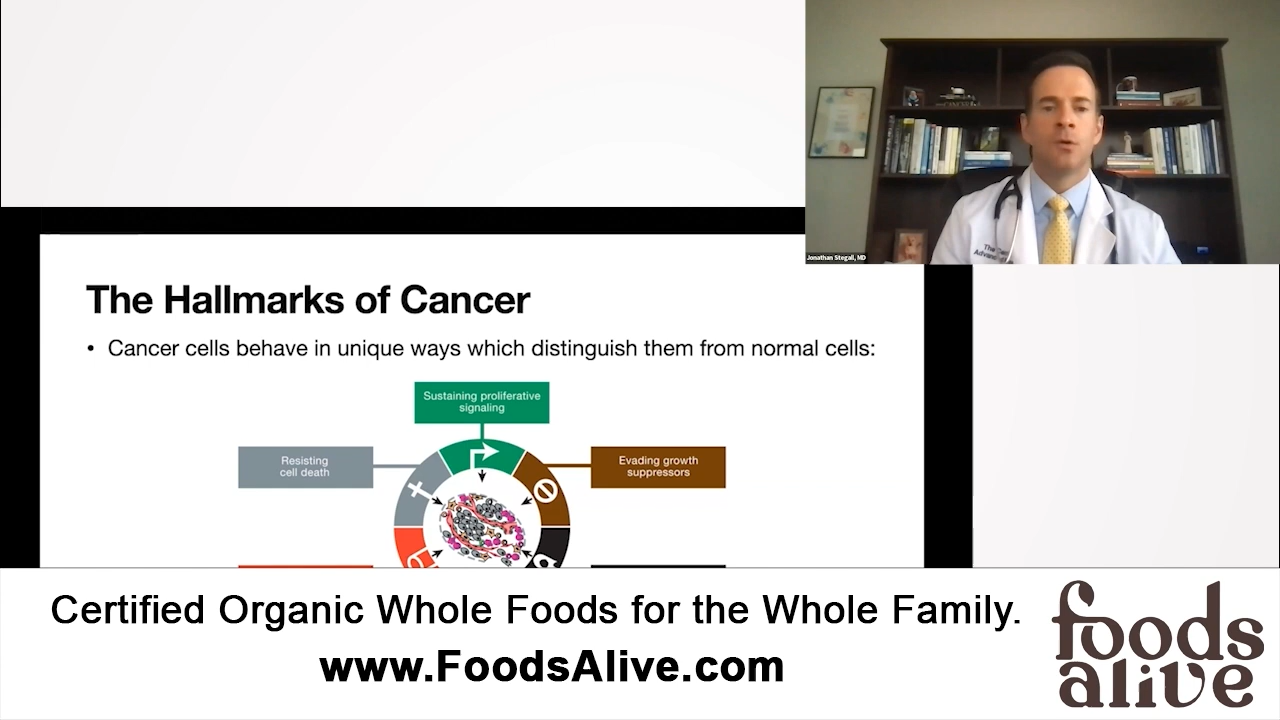 Jonathan Stegall, MD
The Hallmarks of Cancer
• Cancer cells behave in unique ways which distinguish them from normal cells:
Sustaining proliferative
signaling
Resisting
cell death
Evading growth
suppressors
Certified Organic Whole Foods for the Whole Family.
www.FoodsAlive.com
foods
alive